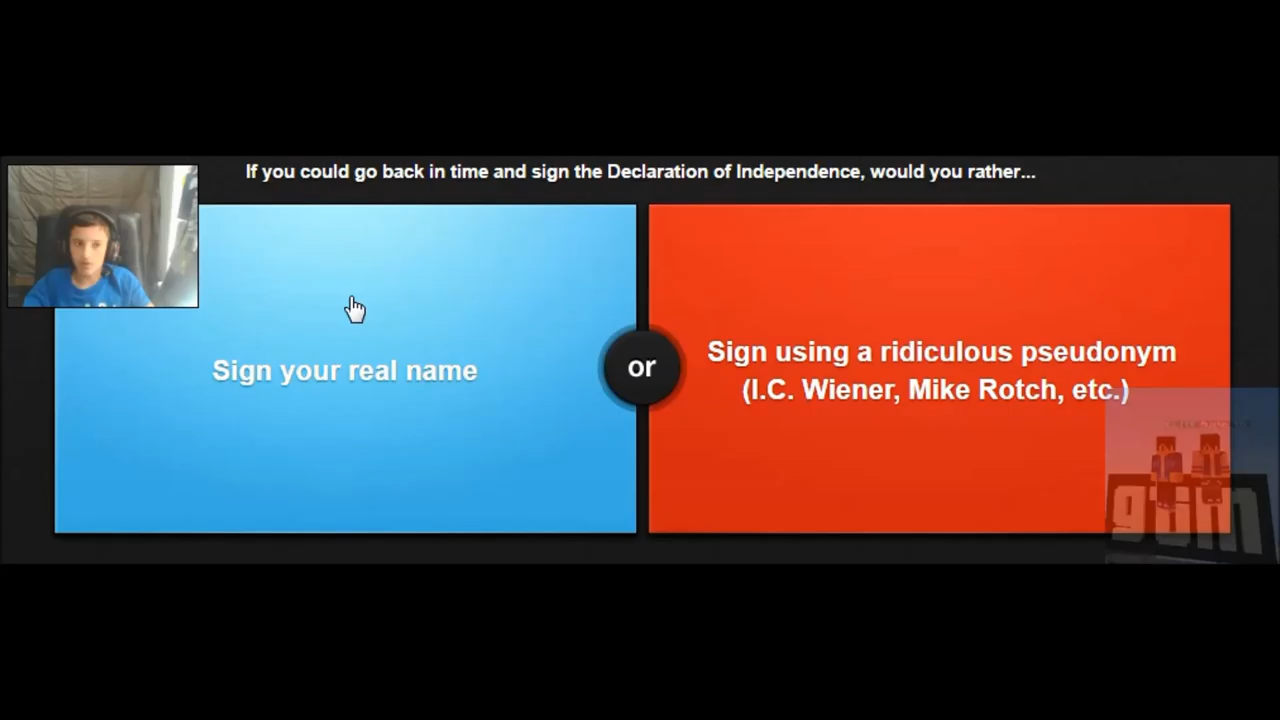 If you could go back in time and sign the Declaration of Independence, would you rather...
Sign your real name
or
Sign using a ridiculous pseudonym
(I.C. Wiener, Mike Rotch, etc.)